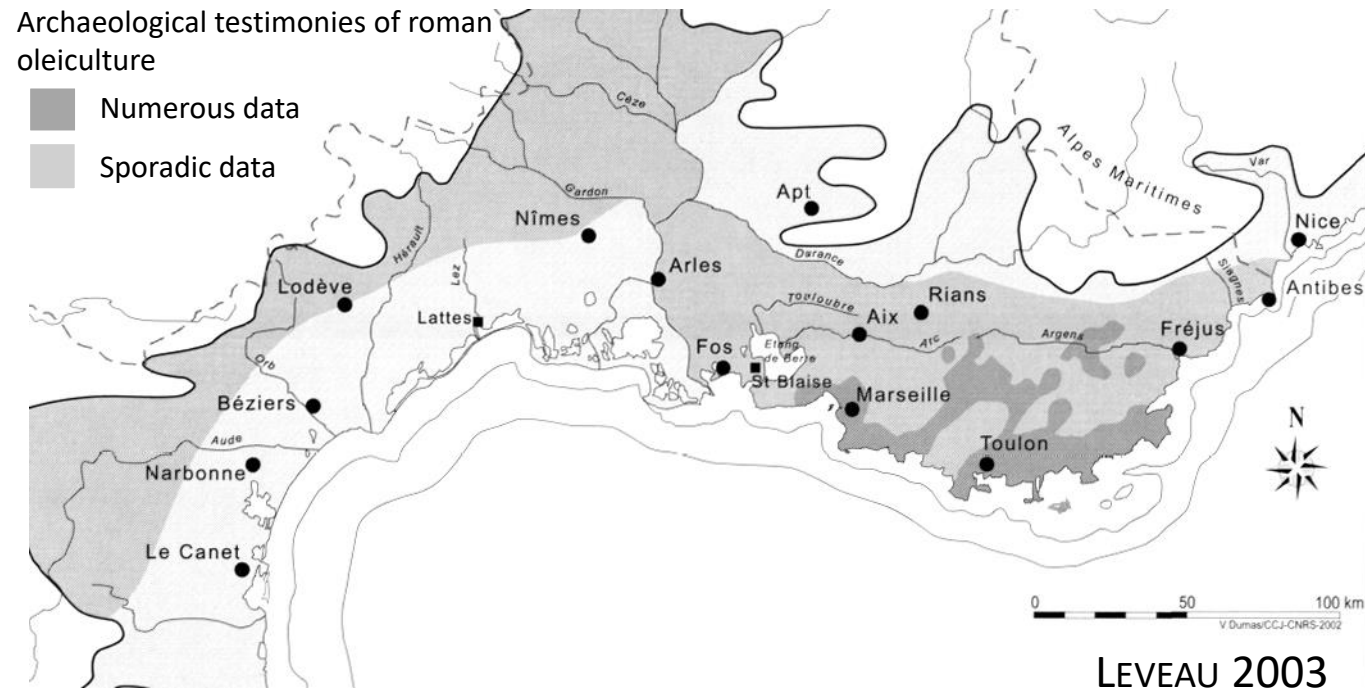 Archaeological testimonies of roman
oleiculture
Numerous data
Sporadic data
Cèze
Alpes Maritimes
Var
Gardon
Apt
Nîmes
Nice
Hérault
Durance
Siagnes
Lez
Arles
Lodève
Antibes
Touloubre
Rians
Lattes
Aix
Arc
Argens
Fréjus
Fos
Etang
de Berre
Orb
St Blaise
Béziers
Marseille
N
Aude
Toulon
Narbonne
Le Canet
0 50 100 km
V.Dumas/CCJ-CNRS-2002
LEVEAU 2003